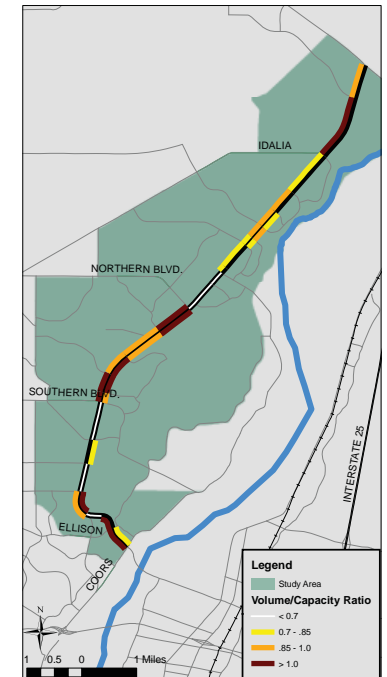 IDALIA
NORTHERN BLVD.
SOUTHERN BLVD.
INTERSTATE 25
ELLISON
COORS
N
1 0.5 0 1 Miles
Legend
Study Area
Volume/Capacity Ratio
< 0.7
0.7 - .85
.85 - 1.0
> 1.0